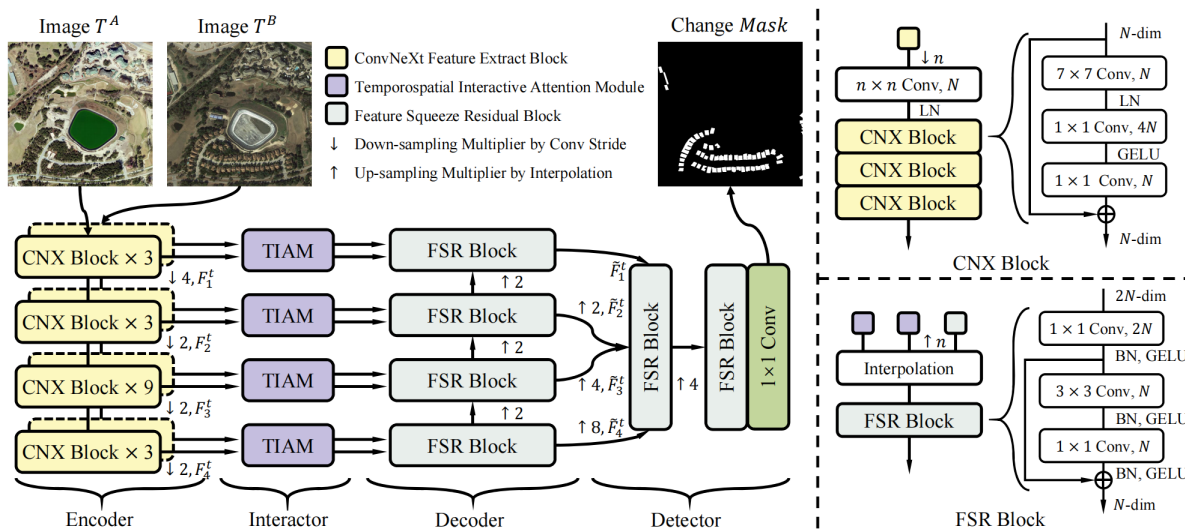 Image T^A
Image T^B
Change Mask
ConvNeXt Feature Extract Block
Temporospatial Interactive Attention Module
Feature Squeeze Residual Block
↓ Down-sampling Multiplier by Conv Stride
↑ Up-sampling Multiplier by Interpolation
CNX Block × 3
↓ 4, F_1^t
TIAM
FSR Block
F̃_1^t
↑ 2
CNX Block × 3
↓ 2, F_2^t
TIAM
FSR Block
↑ 2, F̃_2^t
↑ 2
CNX Block × 9
↓ 2, F_3^t
TIAM
FSR Block
↑ 4, F̃_3^t
↑ 2
CNX Block × 3
↓ 2, F_4^t
TIAM
FSR Block
↑ 8, F̃_4^t
FSR Block
↑ 4
FSR Block
1×1 Conv
Encoder
Interactor
Decoder
Detector
↓ n
n × n Conv, N
LN
CNX Block
CNX Block
CNX Block
N-dim
7 × 7 Conv, N
LN
1 × 1 Conv, 4N
GELU
1 × 1 Conv, N
N-dim
CNX Block
↑ n
Interpolation
FSR Block
2N-dim
1 × 1 Conv, 2N
BN, GELU
3 × 3 Conv, N
BN, GELU
1 × 1 Conv, N
BN, GELU
N-dim
FSR Block